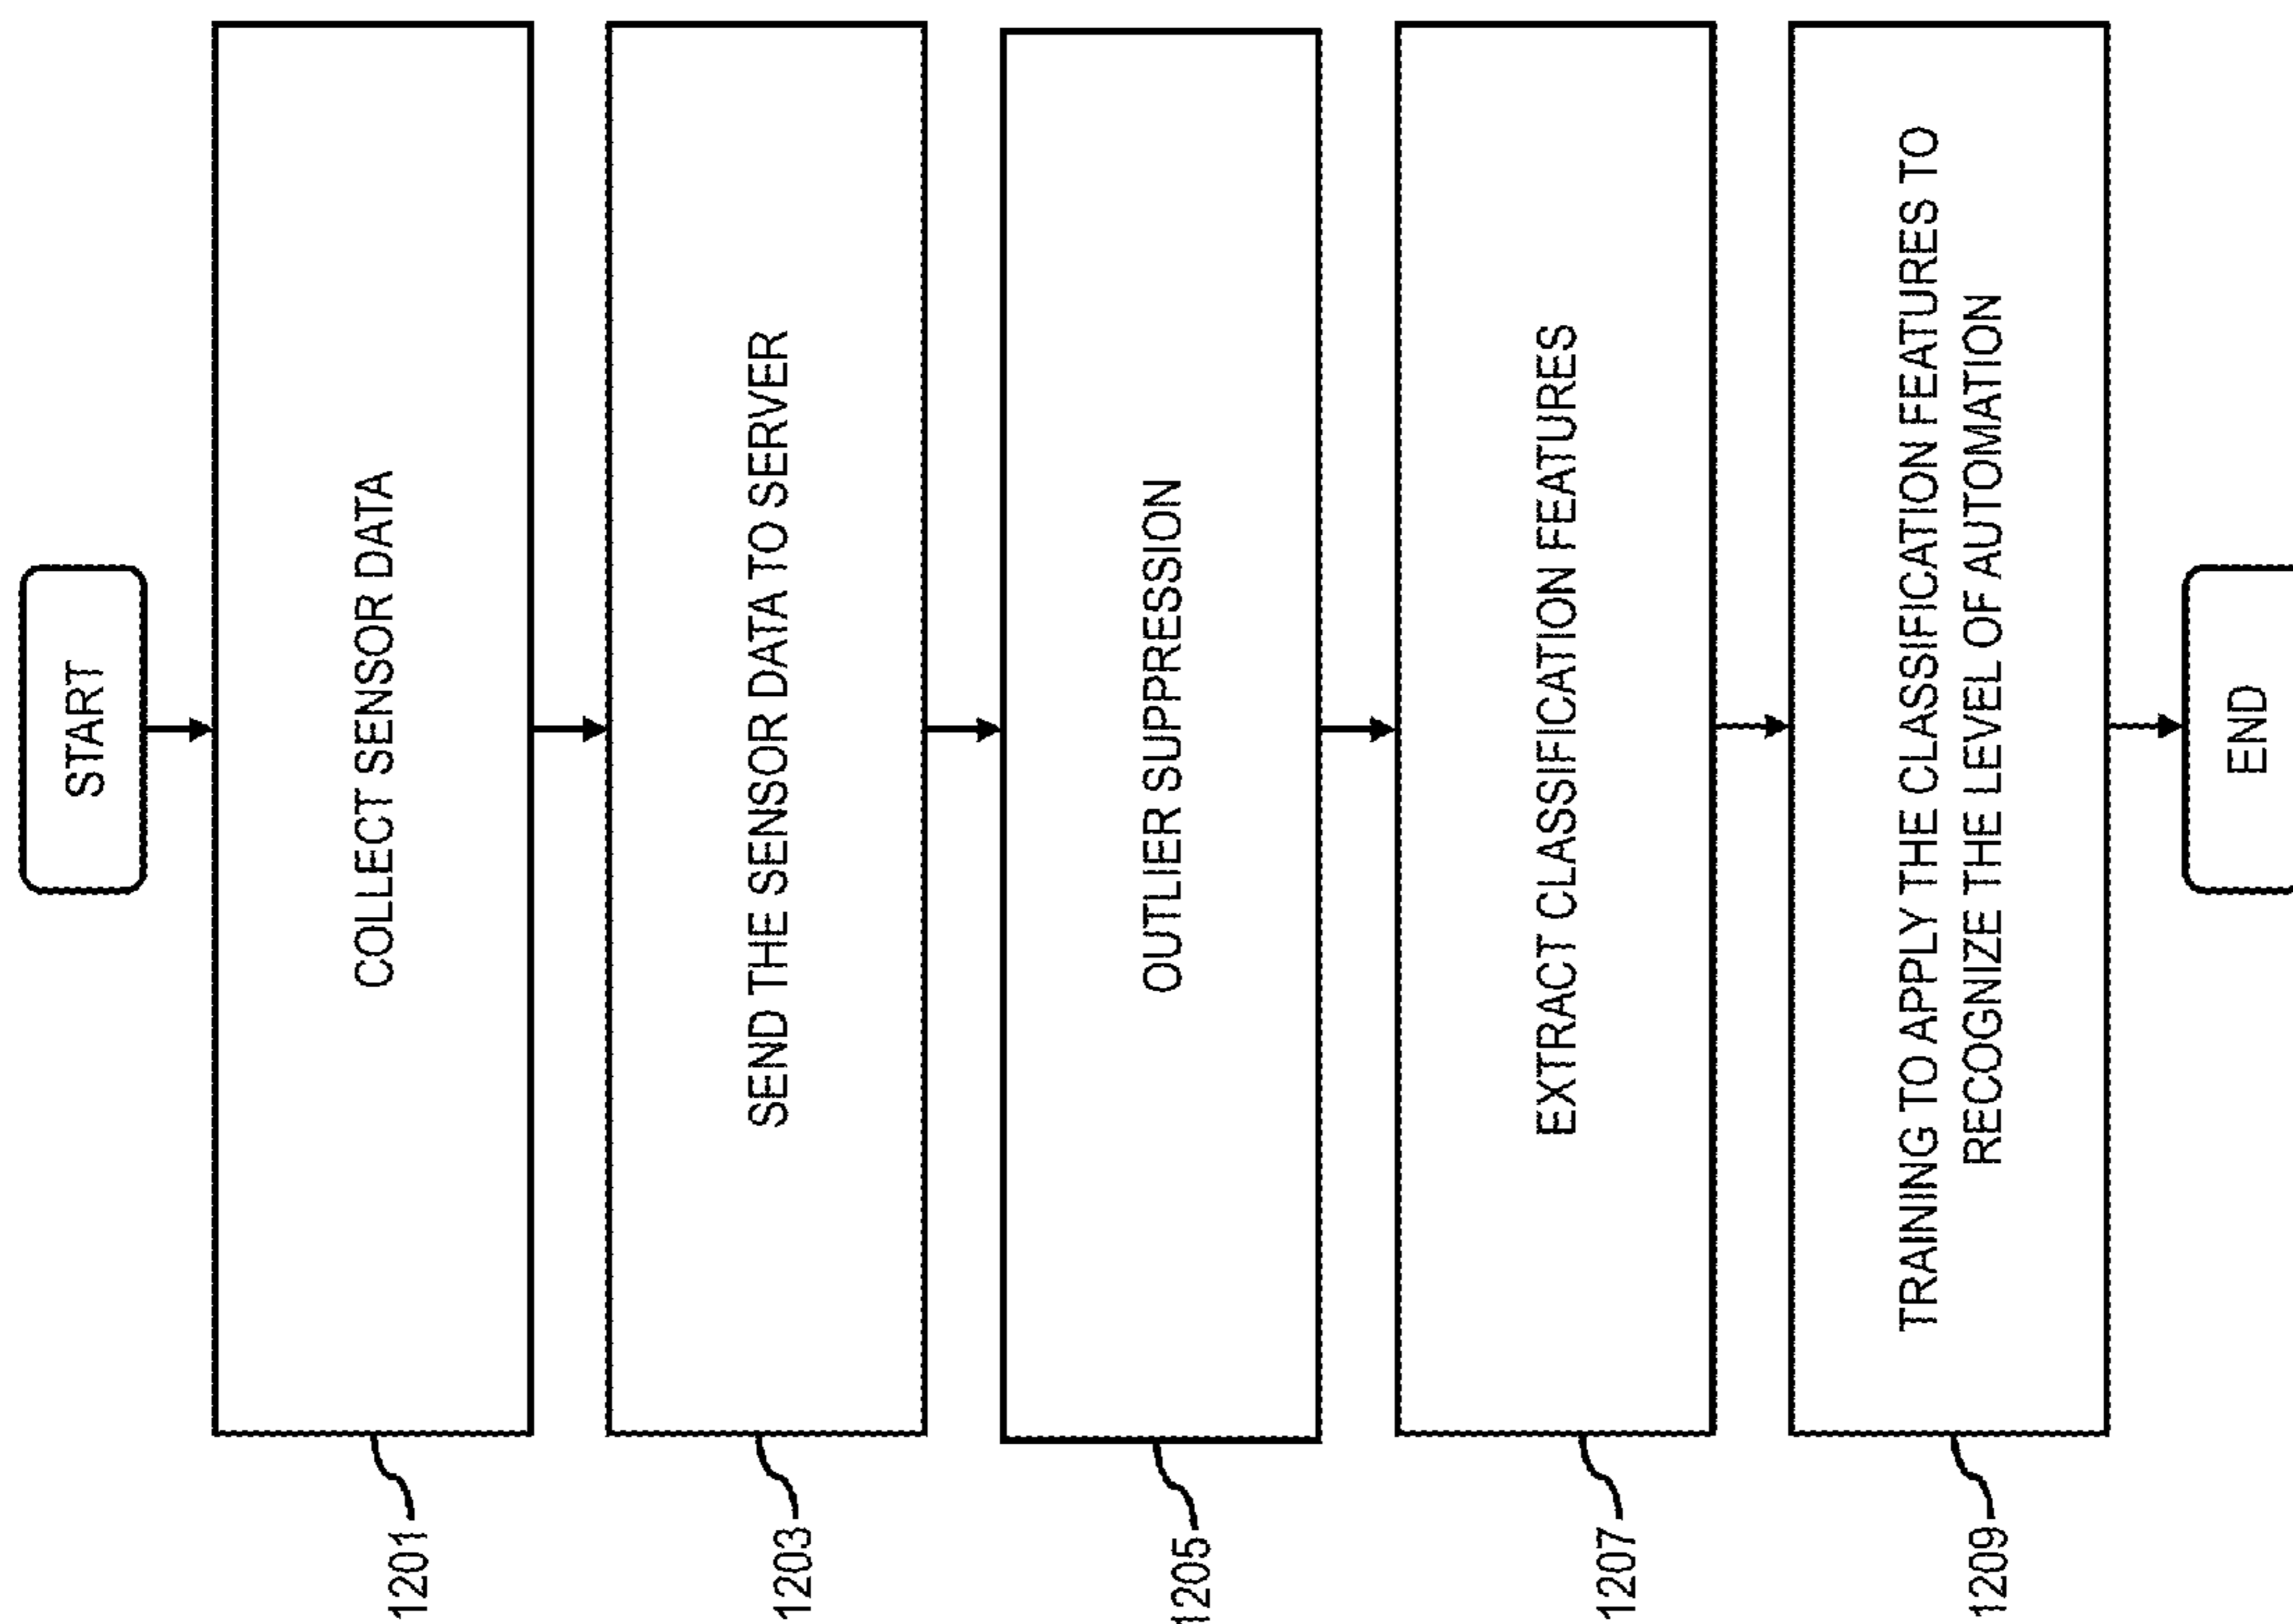 START
1201
COLLECT SENSOR DATA
1203
SEND THE SENSOR DATA TO SERVER
1205
OUTLIER SUPPRESSION
1207
EXTRACT CLASSIFICATION FEATURES
1209
TRAINING TO APPLY THE CLASSIFICATION FEATURES TO
RECOGNIZE THE LEVEL OF AUTOMATION
END